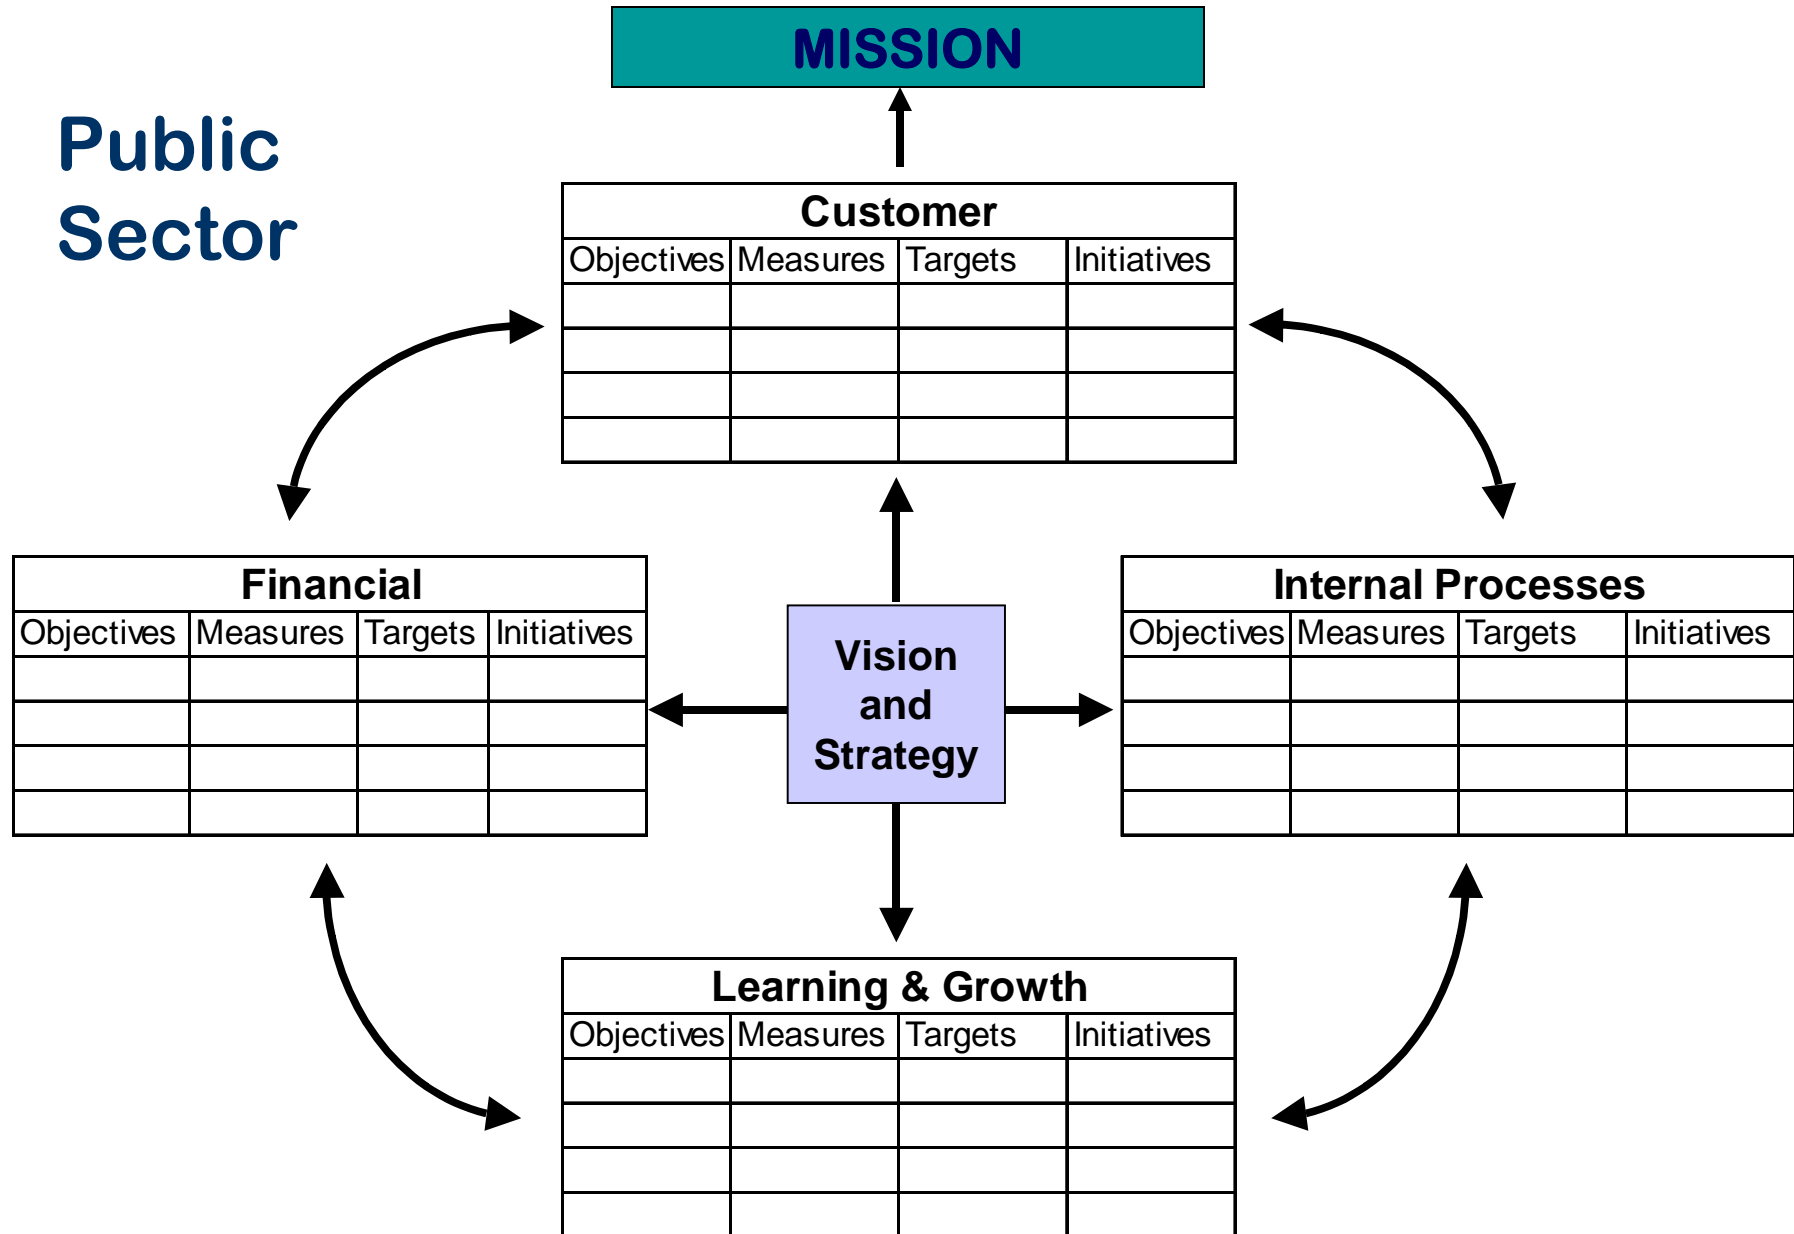 MISSION
Public
Sector
Customer
Objectives Measures Targets Initiatives
Financial
Objectives Measures Targets Initiatives
Vision
and
Strategy
Internal Processes
Objectives Measures Targets Initiatives
Learning & Growth
Objectives Measures Targets Initiatives